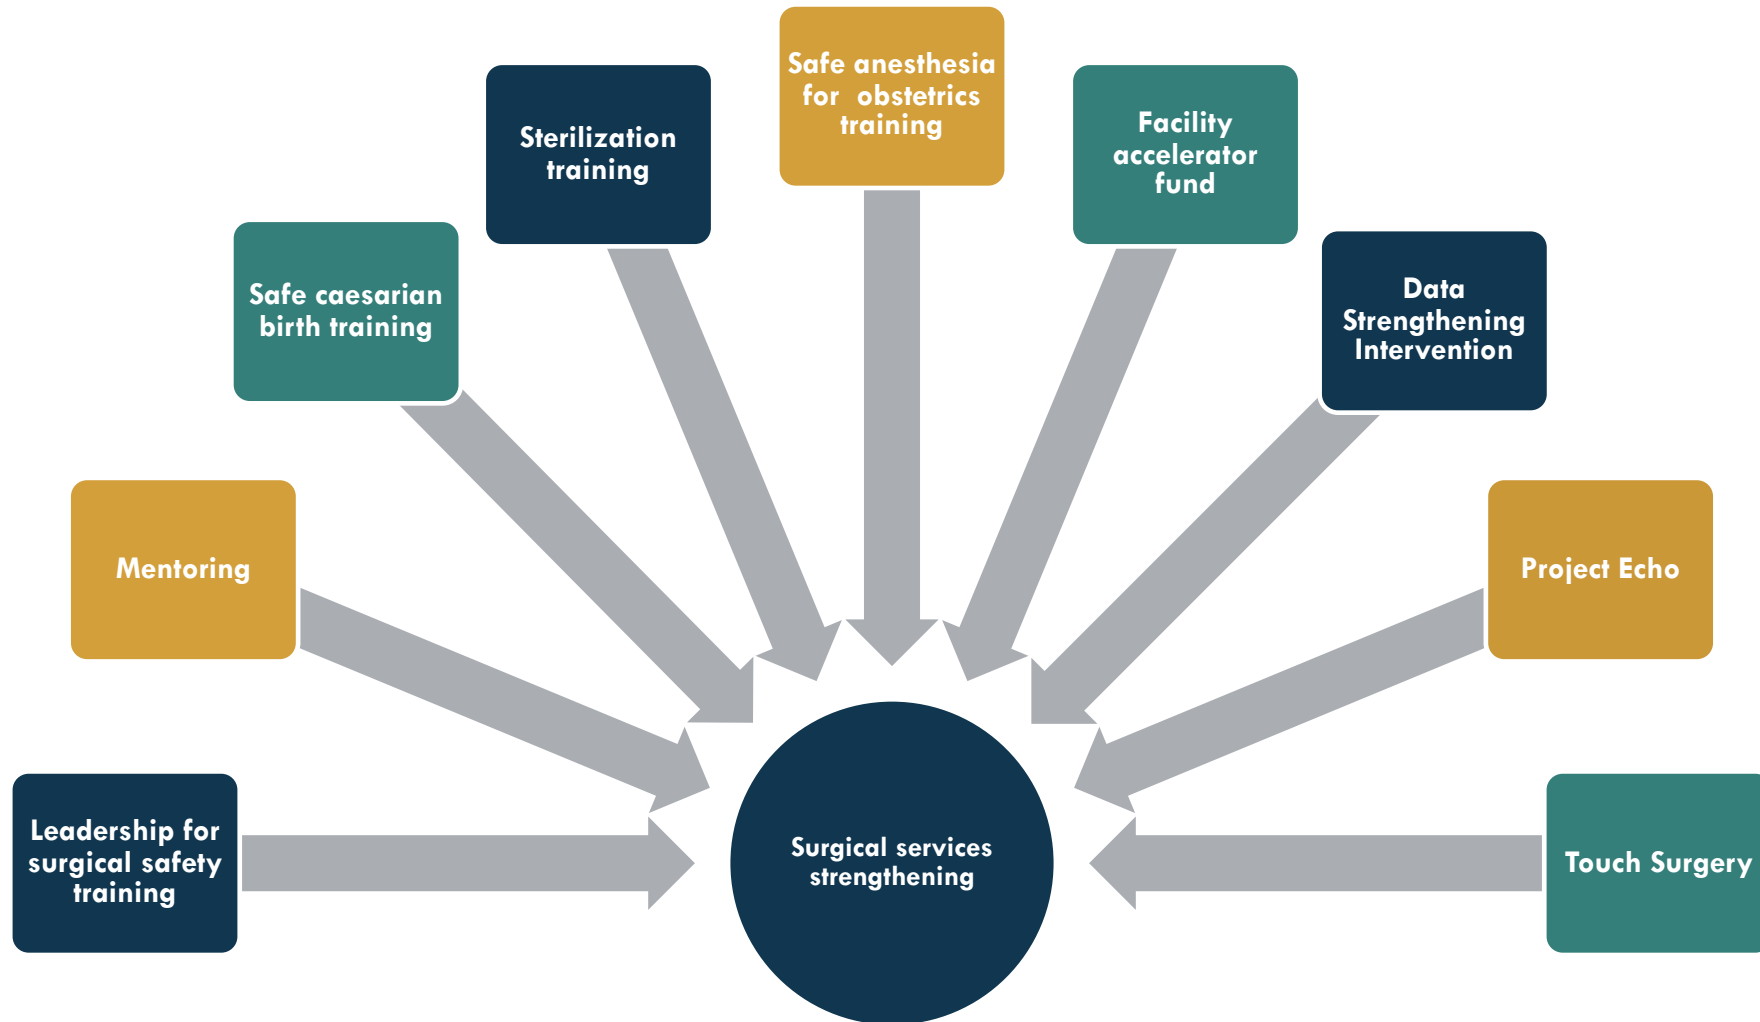 Safe anesthesia
for obstetrics
training
Sterilization
training
Facility
accelerator
fund
Safe caesarian
birth training
Data
Strengthening
Intervention
Mentoring
Project Echo
Leadership for
surgical safety
training
Surgical services
strengthening
Touch Surgery